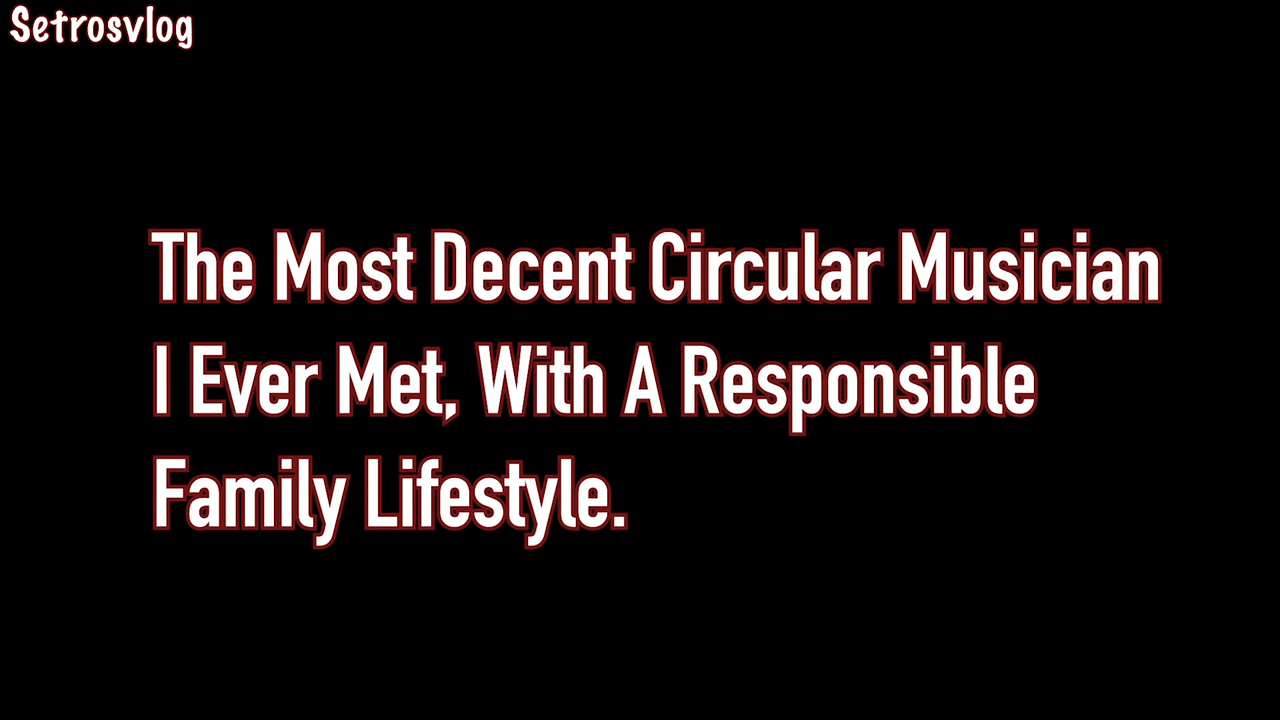 Setrosvlog
The Most Decent Circular Musician
I Ever Met, With A Responsible
Family Lifestyle.